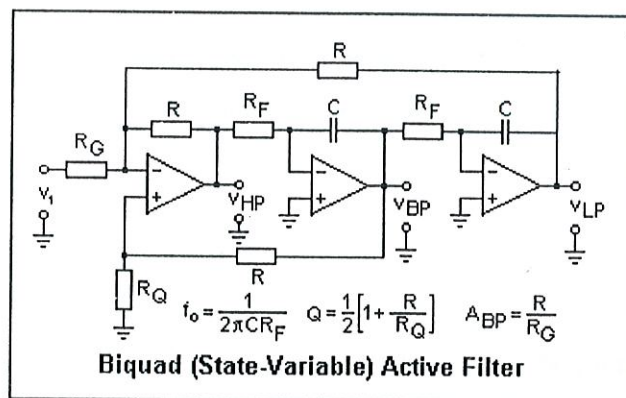 R
R
R_F
C
R_F
C
R_G
v_1
−
+
v_HP
−
+
v_BP
−
+
v_LP
R
R_Q
f_o = 1/(2πCR_F) Q = 1/2[1+R/R_Q] A_BP = R/R_G
Biquad (State-Variable) Active Filter